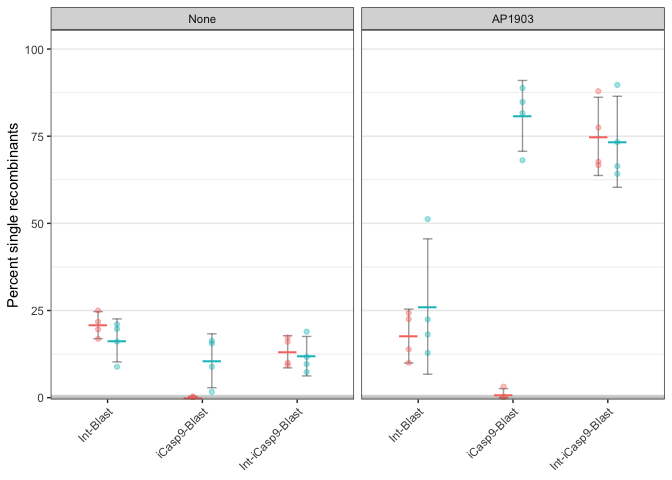 None
AP1903
Percent single recombinants
100
75
50
25
0
Int-Blast
iCasp9-Blast
Int-iCasp9-Blast
Int-Blast
iCasp9-Blast
Int-iCasp9-Blast